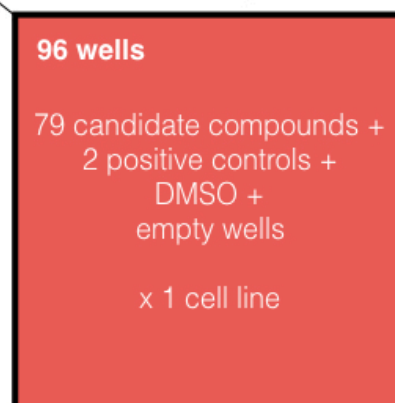 96 wells
79 candidate compounds +
2 positive controls +
DMSO +
empty wells
x 1 cell line